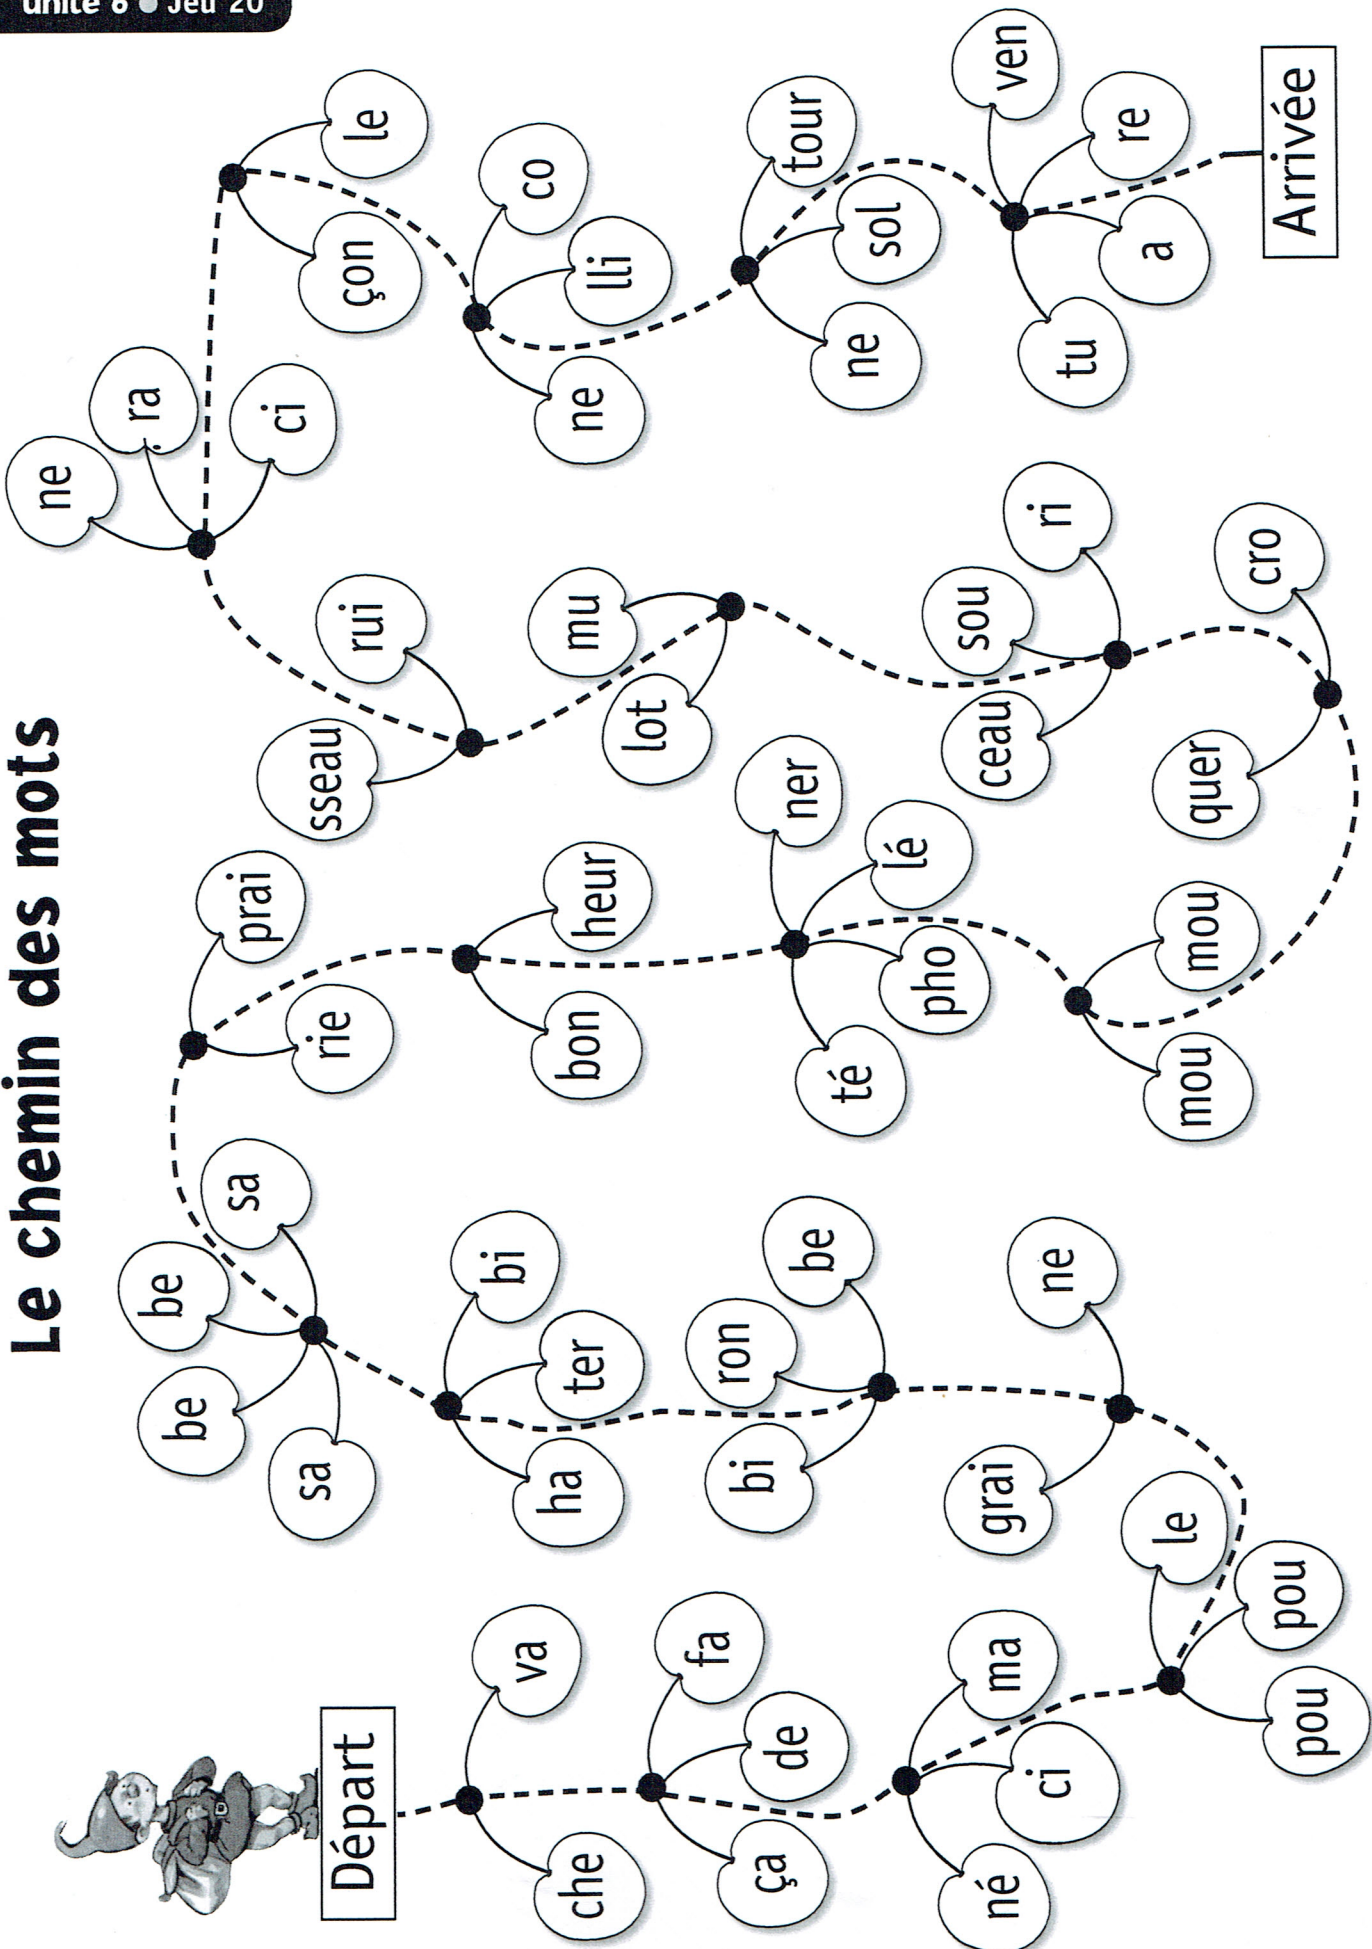 unité 6 • Jeu 20
Le chemin des mots
Départ
che
va
ça
de
fa
né
ci
ma
pou
pou
le
grai
ne
bi
ron
be
ha
ter
bi
sa
be
be
sa
rie
prai
bon
heur
té
pho
lé
ner
mou
mou
quer
cro
ceau
sou
ri
lot
mu
sseau
rui
ne
ra
ci
çon
le
ne
lli
co
ne
sol
tour
tu
a
re
ven
Arrivée